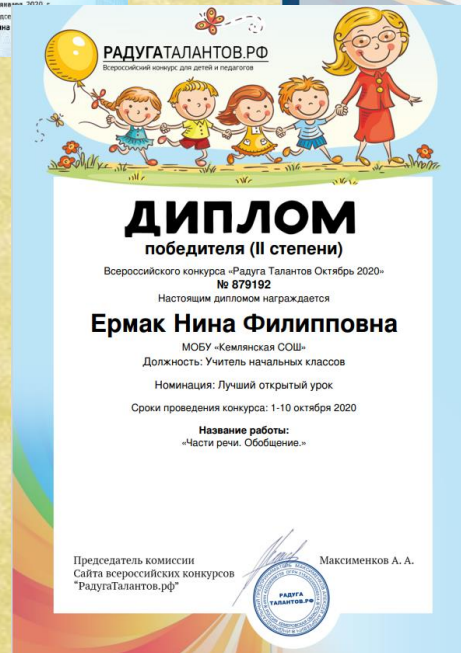 РАДУГАТАЛАНТОВ.РФ
Всероссийский конкурс для детей и педагогов
ДИПЛОМ
победителя (II степени)
Всероссийского конкурса «Радуга Талантов Октябрь 2020»
№ 879192
Настоящим дипломом награждается
Ермак Нина Филипповна
МОБУ «Кемлянская СОШ»
Должность: Учитель начальных классов
Номинация: Лучший открытый урок
Сроки проведения конкурса: 1-10 октября 2020
Название работы:
«Части речи. Обобщение.»
Председатель комиссии
Сайта всероссийских конкурсов
"РадугаТалантов.рф"
Максименков А. А.
РАДУГА
ТАЛАНТОВ.РФ